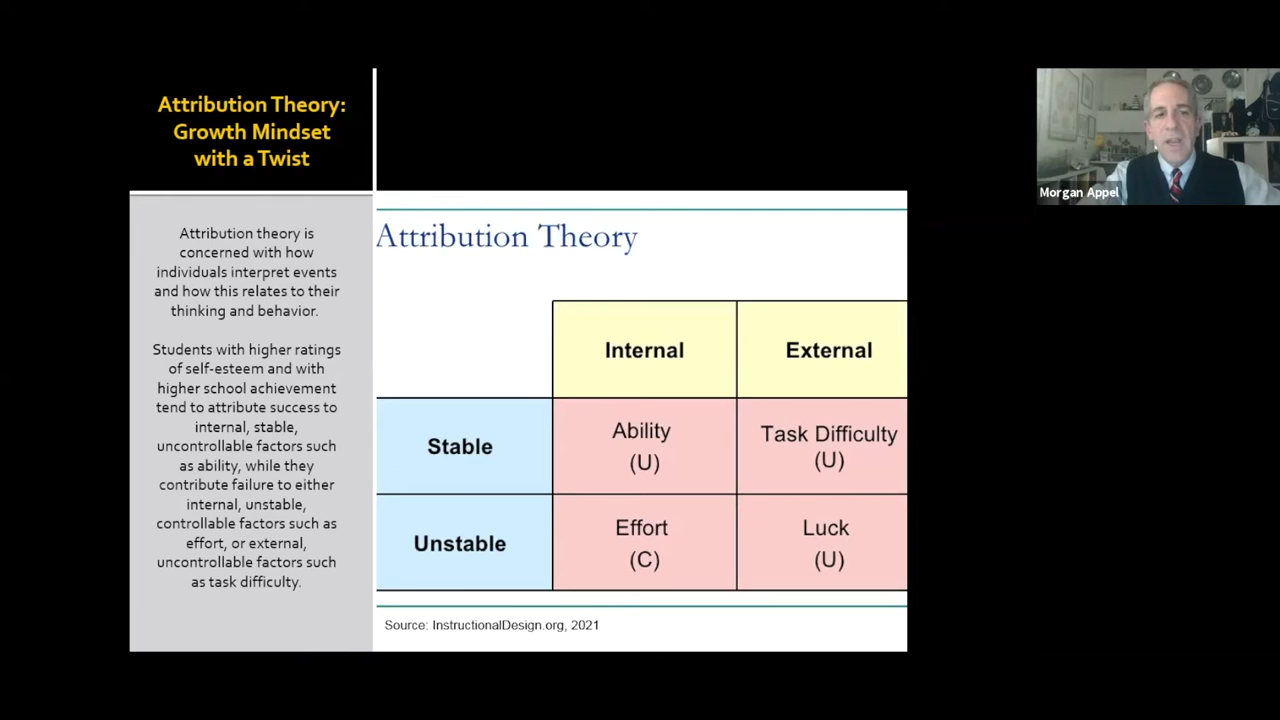 Attribution Theory:
Growth Mindset
with a Twist
Attribution theory is
concerned with how
individuals interpret events
and how this relates to their
thinking and behavior.
Students with higher ratings
of self-esteem and with
higher school achievement
tend to attribute success to
internal, stable,
uncontrollable factors such
as ability, while they
contribute failure to either
internal, unstable,
controllable factors such as
effort, or external,
uncontrollable factors such
as task difficulty.
Attribution Theory
Internal External
Stable
Ability
(U)
Task Difficulty
(U)
Unstable
Effort
(C)
Luck
(U)
Source: InstructionalDesign.org, 2021
Morgan Appel